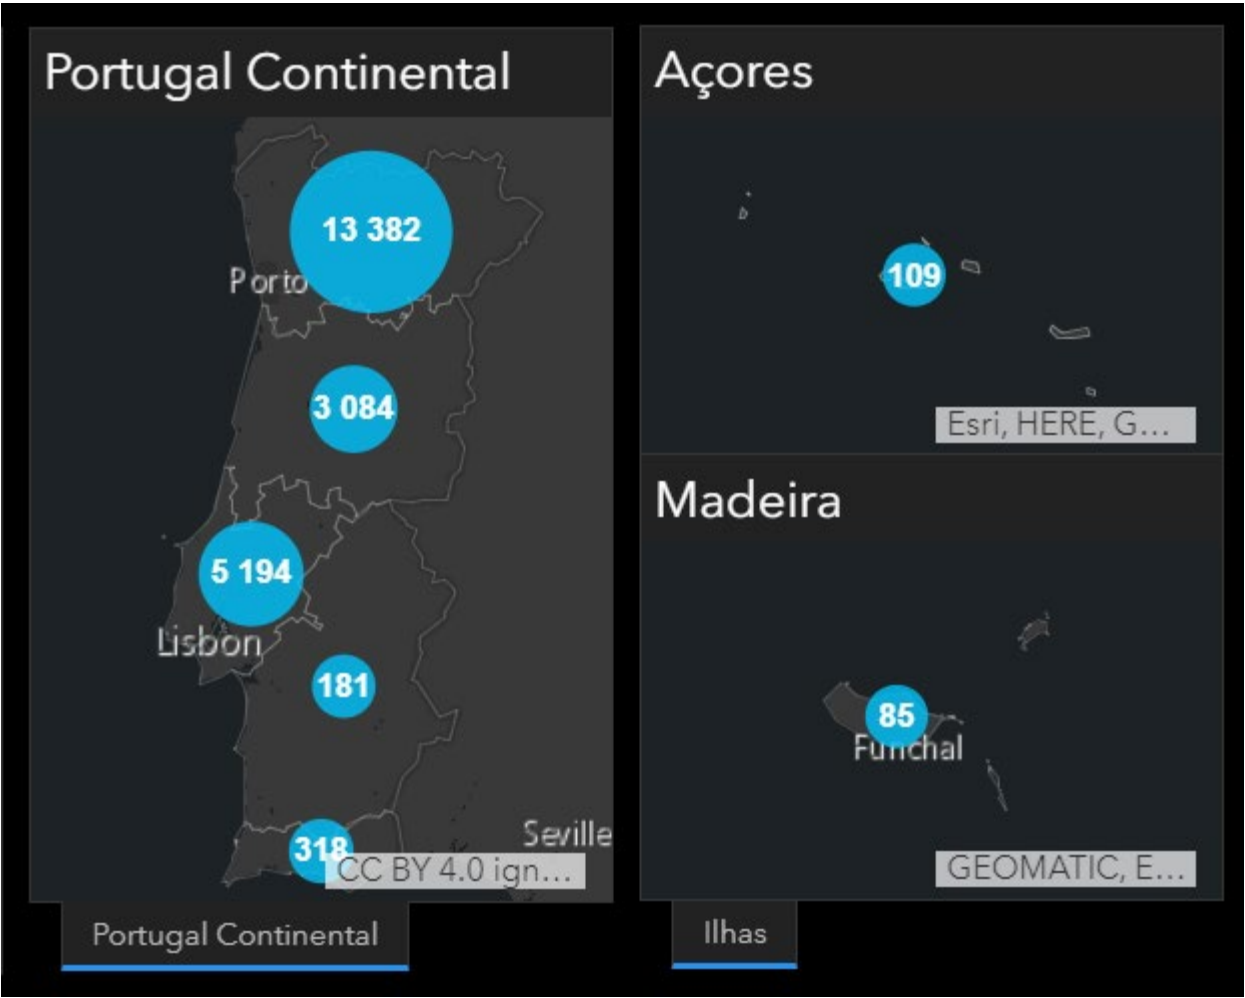 Portugal Continental
13 382
Porto
3 084
5 194
Lisbon
181
Seville
318
CC BY 4.0 ign...
Portugal Continental
Açores
109
Esri, HERE, G...
Madeira
85
Funchal
GEOMATIC, E...
Ilhas